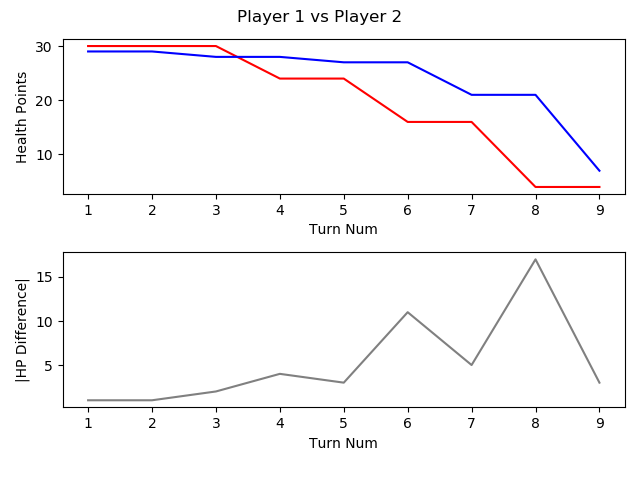 Player 1 vs Player 2
30
20
10
Health Points
1 2 3 4 5 6 7 8 9
Turn Num
15
10
5
|HP Difference|
1 2 3 4 5 6 7 8 9
Turn Num